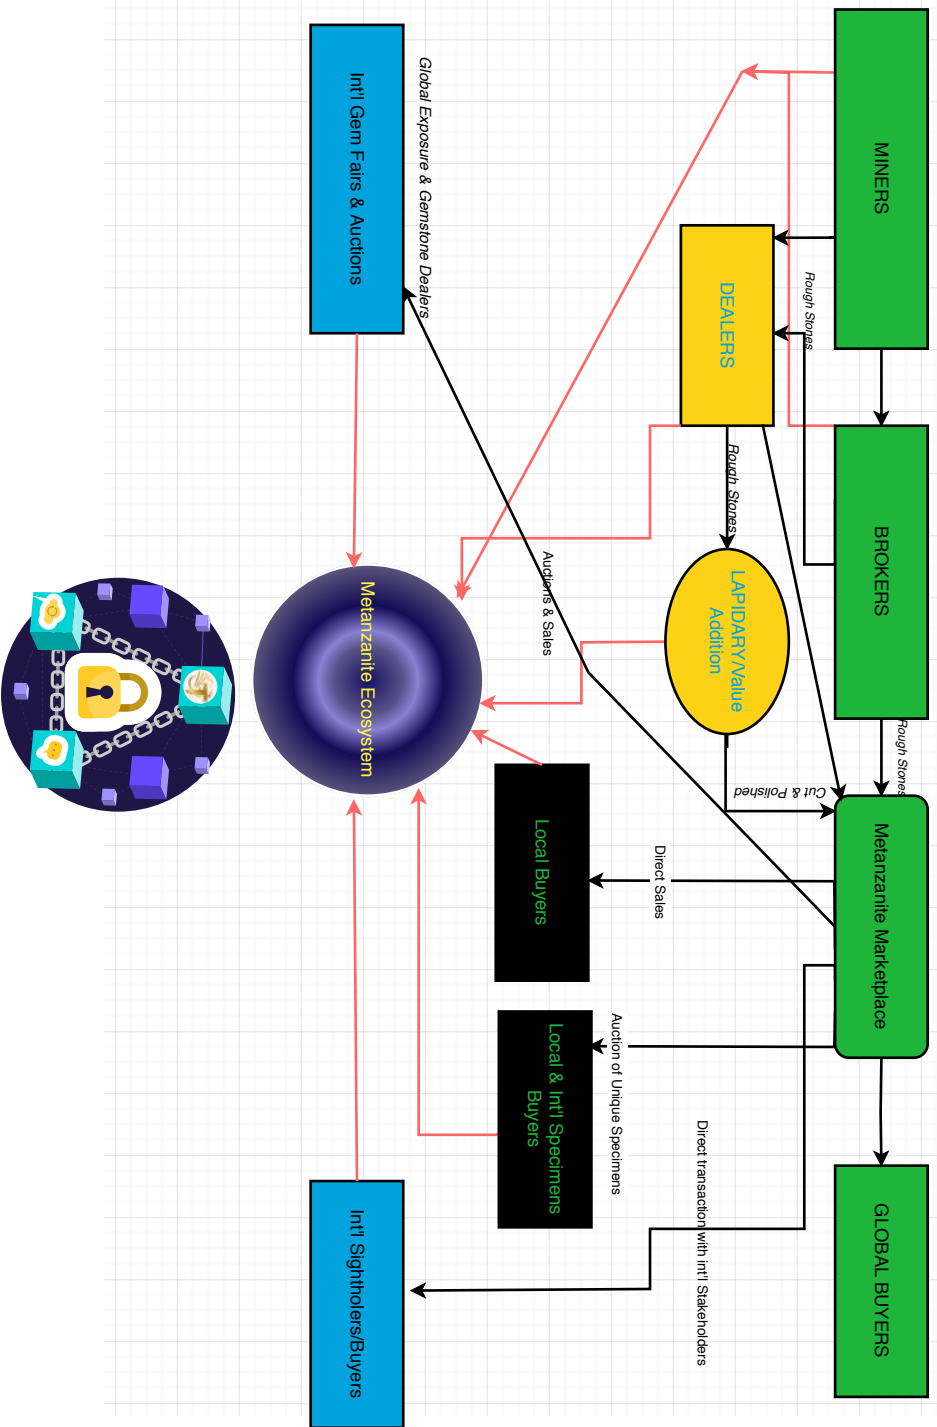 MINERS
BROKERS
Rough Stones
Metanzanite Marketplace
GLOBAL BUYERS
Rough Stones
DEALERS
Rough Stones
LAPIDARY/Value
Addition
Cut & Polished
Direct Sales
Direct transaction with int'l Stakeholders
Auction of Unique Specimens
Auctions & Sales
Local Buyers
Local & Int'l Specimens
Buyers
Global Exposure & Gemstone Dealers
Int'l Gem Fairs & Auctions
Metanzanite Ecosystem
Int'l Sightholers/Buyers